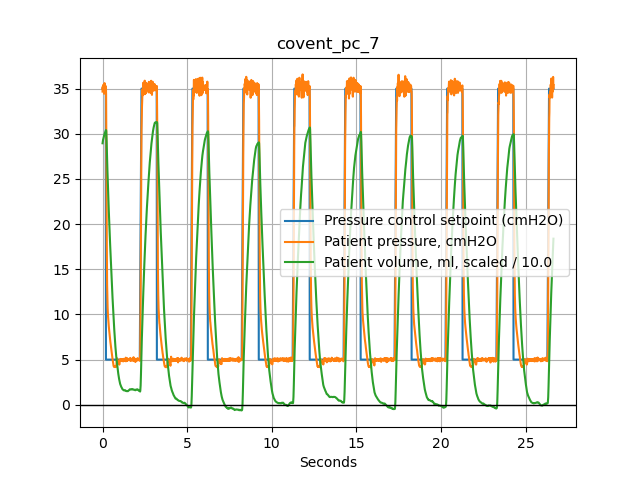 covent_pc_7
35
30
25
20
15
10
5
0
Pressure control setpoint (cmH2O)
Patient pressure, cmH2O
Patient volume, ml, scaled / 10.0
0 5 10 15 20 25
Seconds